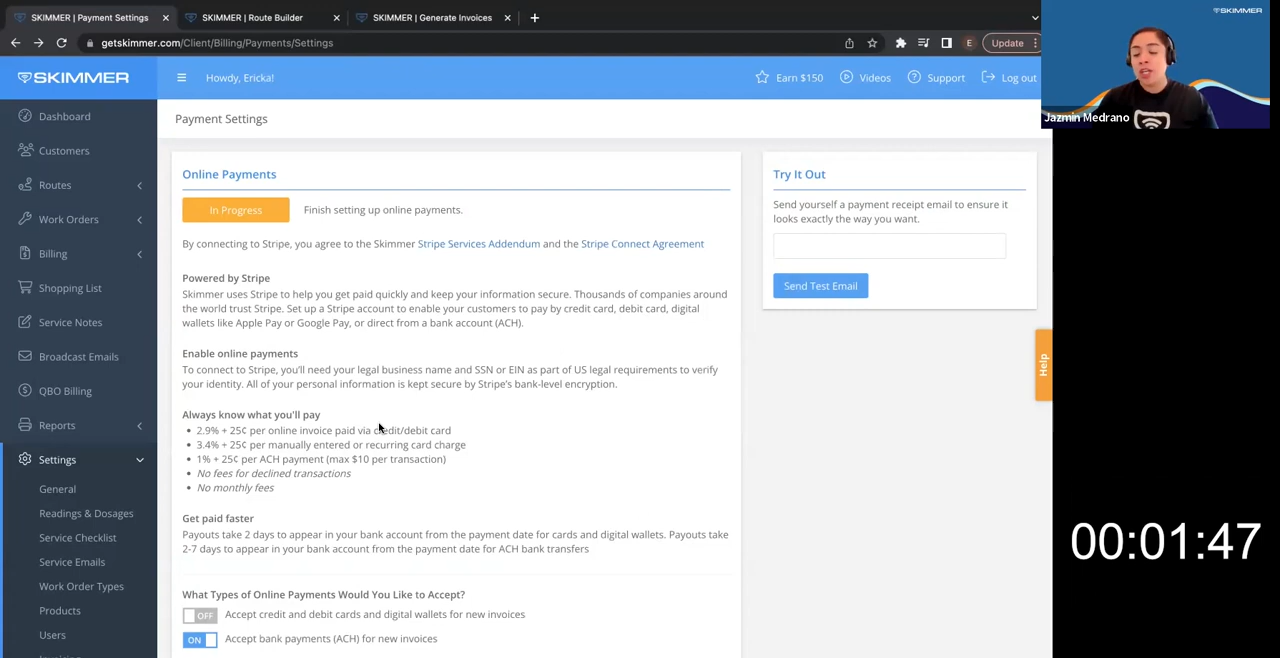 SKIMMER | Payment Settings
SKIMMER | Route Builder
SKIMMER | Generate Invoices
getskimmer.com/Client/Billing/Payments/Settings
E
Update
SKIMMER
Jazmin Medrano
SKIMMER
Howdy, Ericka!
Earn $150
Videos
Support
Log out
Dashboard
Customers
Routes
Work Orders
Billing
Shopping List
Service Notes
Broadcast Emails
QBO Billing
Reports
Settings
General
Readings & Dosages
Service Checklist
Service Emails
Work Order Types
Products
Users
Payment Settings
Online Payments
In Progress
Finish setting up online payments.
By connecting to Stripe, you agree to the Skimmer Stripe Services Addendum and the Stripe Connect Agreement
Powered by Stripe
Skimmer uses Stripe to help you get paid quickly and keep your information secure. Thousands of companies around
the world trust Stripe. Set up a Stripe account to enable your customers to pay by credit card, debit card, digital
wallets like Apple Pay or Google Pay, or direct from a bank account (ACH).
Enable online payments
To connect to Stripe, you'll need your legal business name and SSN or EIN as part of US legal requirements to verify
your identity. All of your personal information is kept secure by Stripe's bank-level encryption.
Always know what you'll pay
• 2.9% + 25¢ per online invoice paid via credit/debit card
• 3.4% + 25¢ per manually entered or recurring card charge
• 1% + 25¢ per ACH payment (max $10 per transaction)
• No fees for declined transactions
• No monthly fees
Get paid faster
Payouts take 2 days to appear in your bank account from the payment date for cards and digital wallets. Payouts take
2-7 days to appear in your bank account from the payment date for ACH bank transfers
What Types of Online Payments Would You Like to Accept?
OFF Accept credit and debit cards and digital wallets for new invoices
ON Accept bank payments (ACH) for new invoices
Try It Out
Send yourself a payment receipt email to ensure it
looks exactly the way you want.
Send Test Email
Help
00:01:47